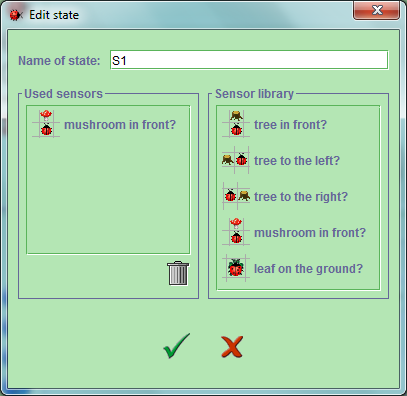 Edit state
Name of state: S1
Used sensors
mushroom in front?
Sensor library
tree in front?
tree to the left?
tree to the right?
mushroom in front?
leaf on the ground?